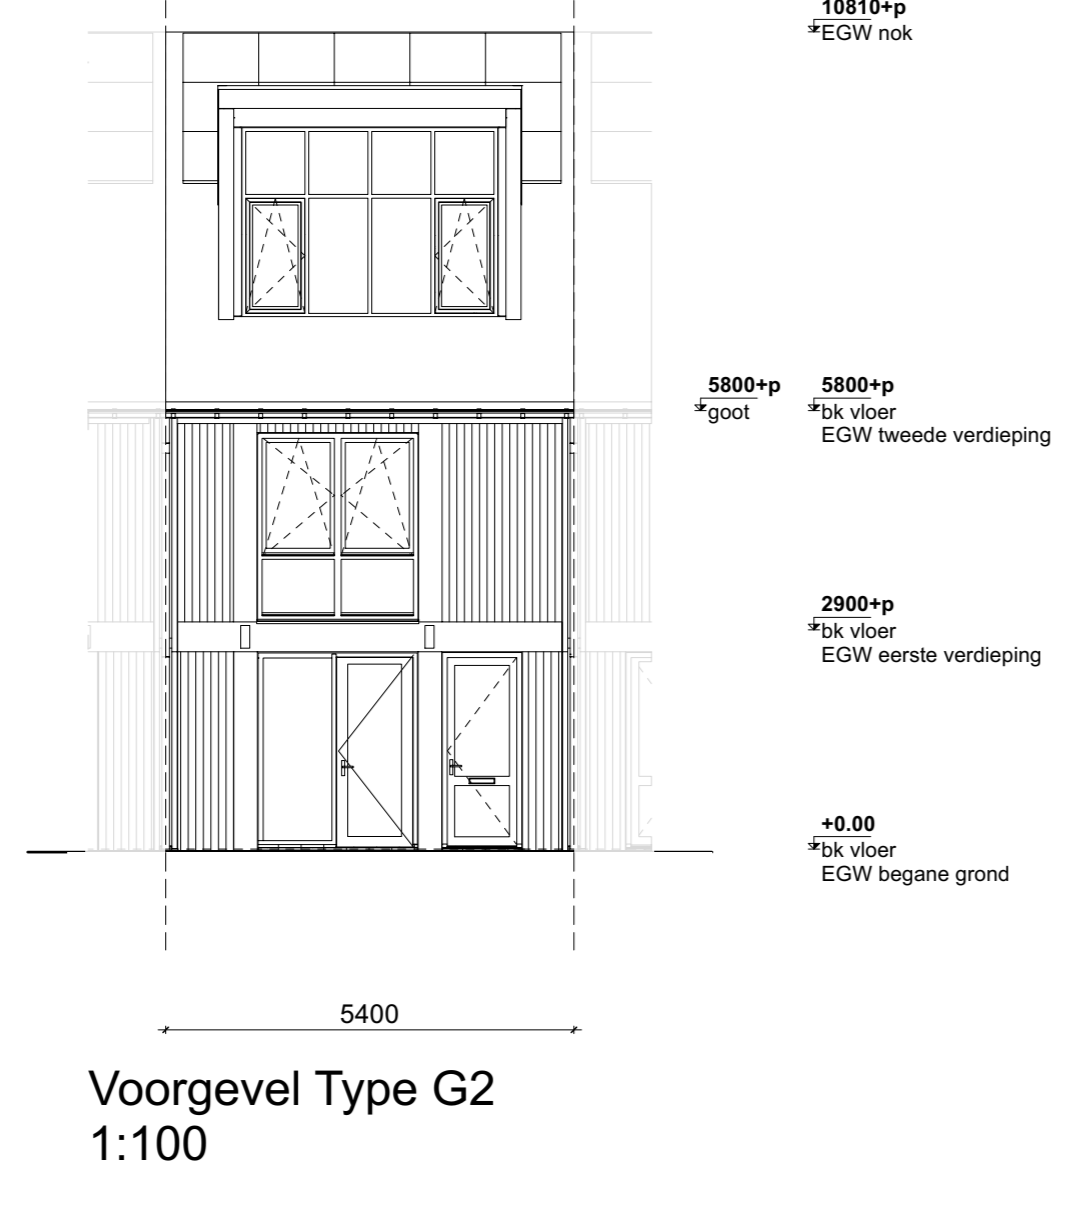 10810+p
EGW nok
5800+p
goot
5800+p
bk vloer
EGW tweede verdieping
2900+p
bk vloer
EGW eerste verdieping
+0.00
bk vloer
EGW begane grond
5400
Voorgevel Type G2
1:100